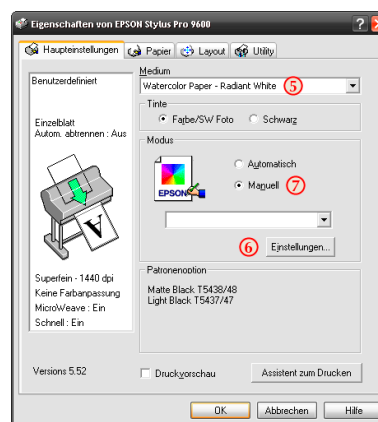 Eigenschaften von EPSON Stylus Pro 9600
Haupteinstellungen
Papier
Layout
Utility
Benutzerdefiniert
Einzelblatt
Autom. abtrennen : Aus
A
Superfein - 1440 dpi
Keine Farbanpassung
MicroWeave : Ein
Schnell : Ein
Versions 5.52
Medium
Watercolor Paper - Radiant White ⑤
Tinte
Farbe/SW Foto
Schwarz
Modus
EPSON
Automatisch
Manuell ⑦
⑥ Einstellungen...
Patronenoption
Matte Black T5438/48
Light Black T5437/47
Druckvorschau
Assistent zum Drucken
OK
Abbrechen
Hilfe